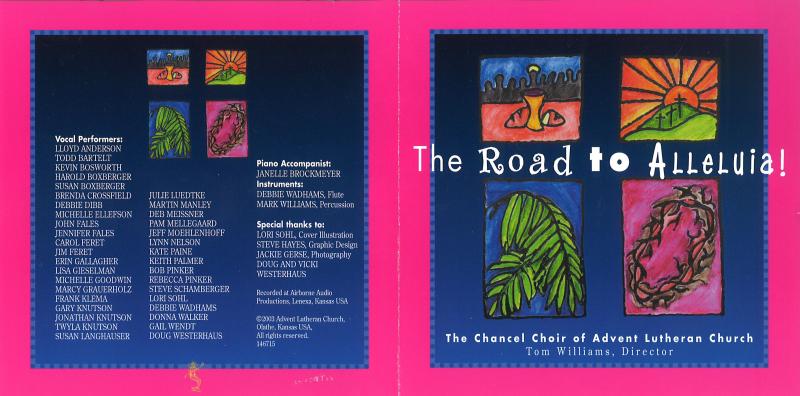 Vocal Performers:
LLOYD ANDERSON
TODD BARTELT
KEVIN BOSWORTH
HAROLD BOXBERGER
SUSAN BOXBERGER
BRENDA CROSSFIELD
DEBBIE DIBB
MICHELLE ELLEFSON
JOHN FALES
JENNIFER FALES
CAROL FERET
JIM FERET
ERIN GALLAGHER
LISA GIESELMAN
MICHELLE GOODWIN
MARCY GRAUERHOLZ
FRANK KLEMA
GARY KNUTSON
JONATHAN KNUTSON
TWYLA KNUTSON
SUSAN LANGHAUSER
JULIE LUEDTKE
MARTIN MANLEY
DEB MEISSNER
PAM MELLEGAARD
JEFF MOEHLENHOFF
LYNN NELSON
KATE PAINE
KEITH PALMER
BOB PINKER
REBECCA PINKER
STEVE SCHAMBERGER
LORI SOHL
DEBBIE WADHAMS
DONNA WALKER
GAIL WENDT
DOUG WESTERHAUS
Piano Accompanist:
JANELLE BROCKMEYER
Instruments:
DEBBIE WADHAMS, Flute
MARK WILLIAMS, Percussion
Special thanks to:
LORI SOHL, Cover Illustration
STEVE HAYES, Graphic Design
JACKIE GERSE, Photography
DOUG AND VICKI
WESTERHAUS
Recorded at Airborne Audio
Productions, Lenexa, Kansas USA
©2003 Advent Lutheran Church,
Olathe, Kansas USA.
All rights reserved.
146715
The Road to Alleluia!
The Chancel Choir of Advent Lutheran Church
Tom Williams, Director